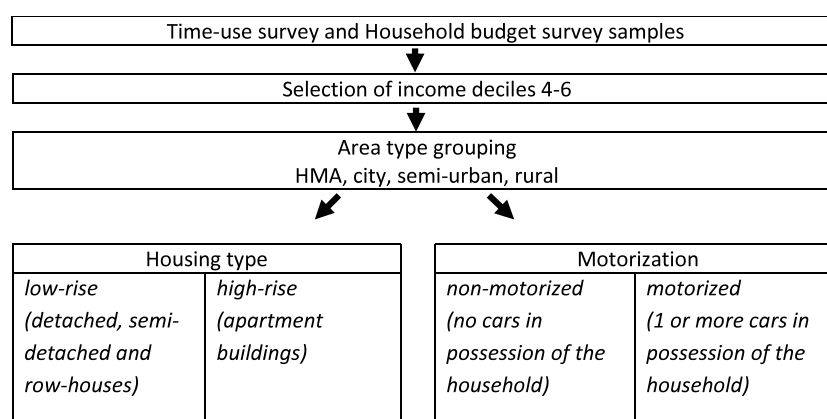 Time-use survey and Household budget survey samples
Selection of income deciles 4-6
Area type grouping
HMA, city, semi-urban, rural
Housing type
low-rise
(detached, semi-
detached and
row-houses)
high-rise
(apartment
buildings)
Motorization
non-motorized
(no cars in
possession of the
household)
motorized
(1 or more cars in
possession of the
household)